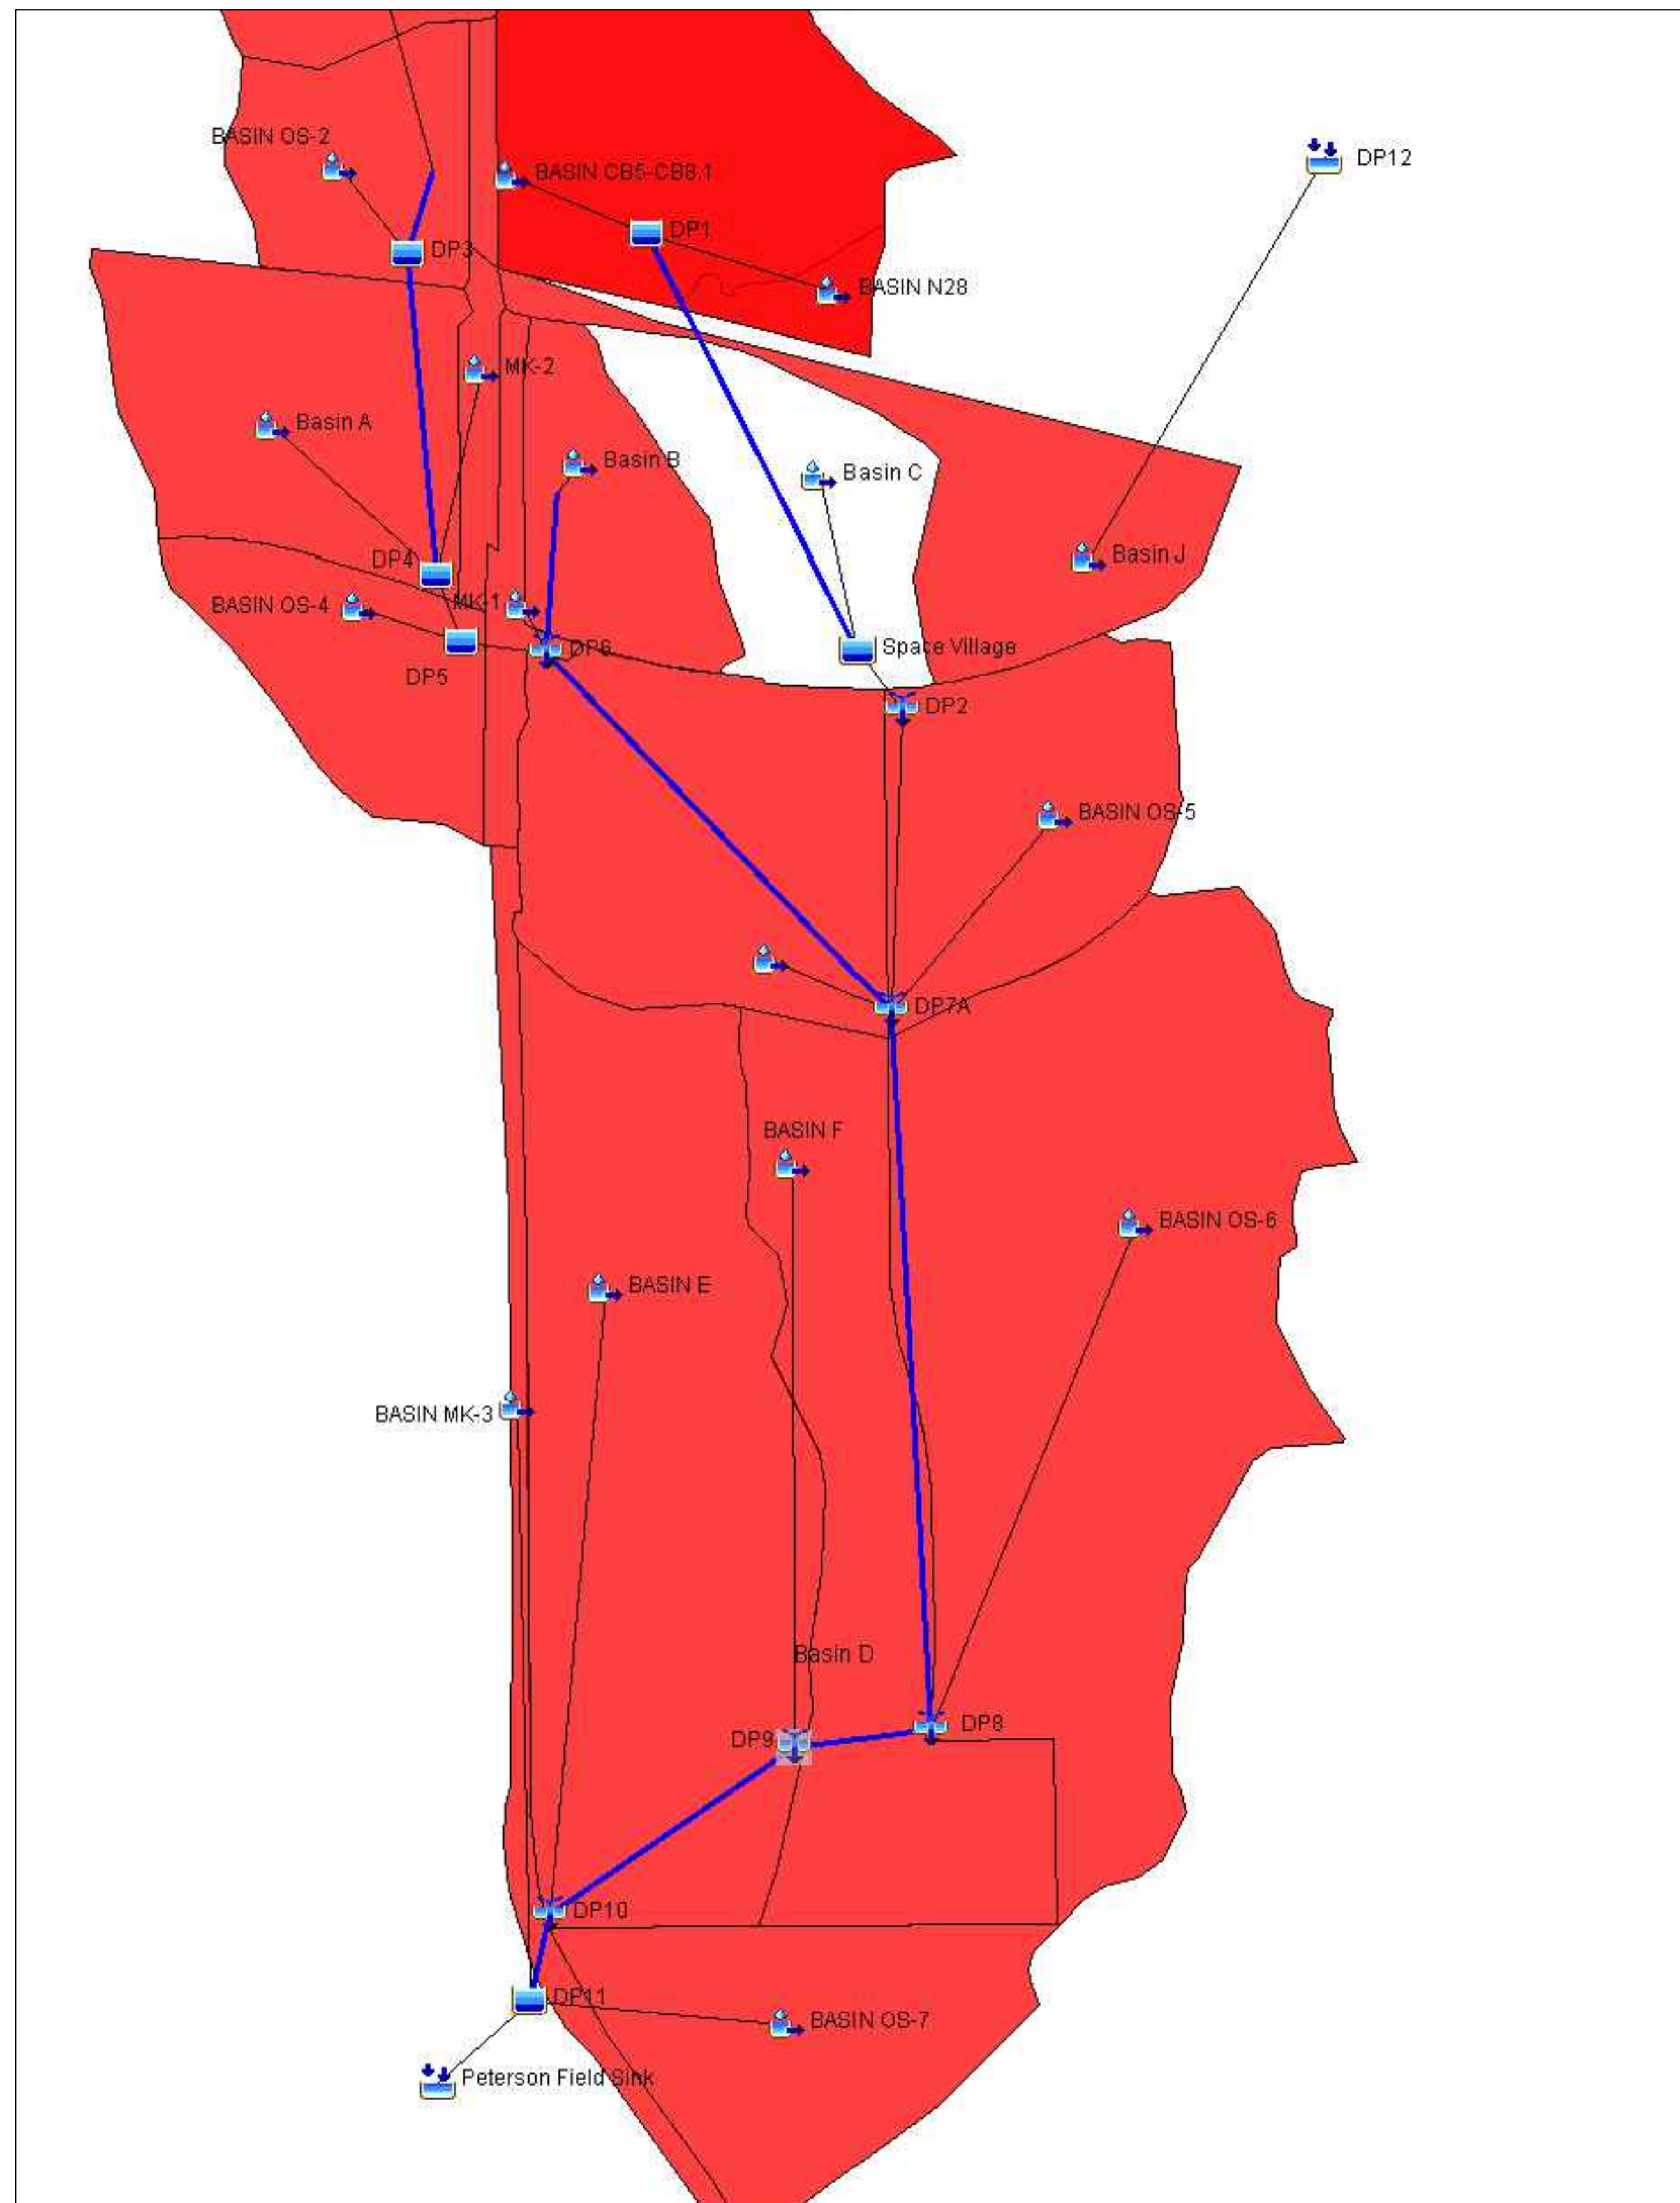 BASIN OS-2
BASIN CB5-CB8.1
DP12
DP1
DP3
BASIN N28
MK-2
Basin A
Basin B
Basin C
Basin J
DP4
MK-1
BASIN OS-4
DP6
Space Village
DP5
DP2
BASIN OS-5
DP7A
BASIN F
BASIN OS-6
BASIN E
BASIN MK-3
Basin D
DP8
DP9
DP10
DP11
BASIN OS-7
Peterson Field Sink